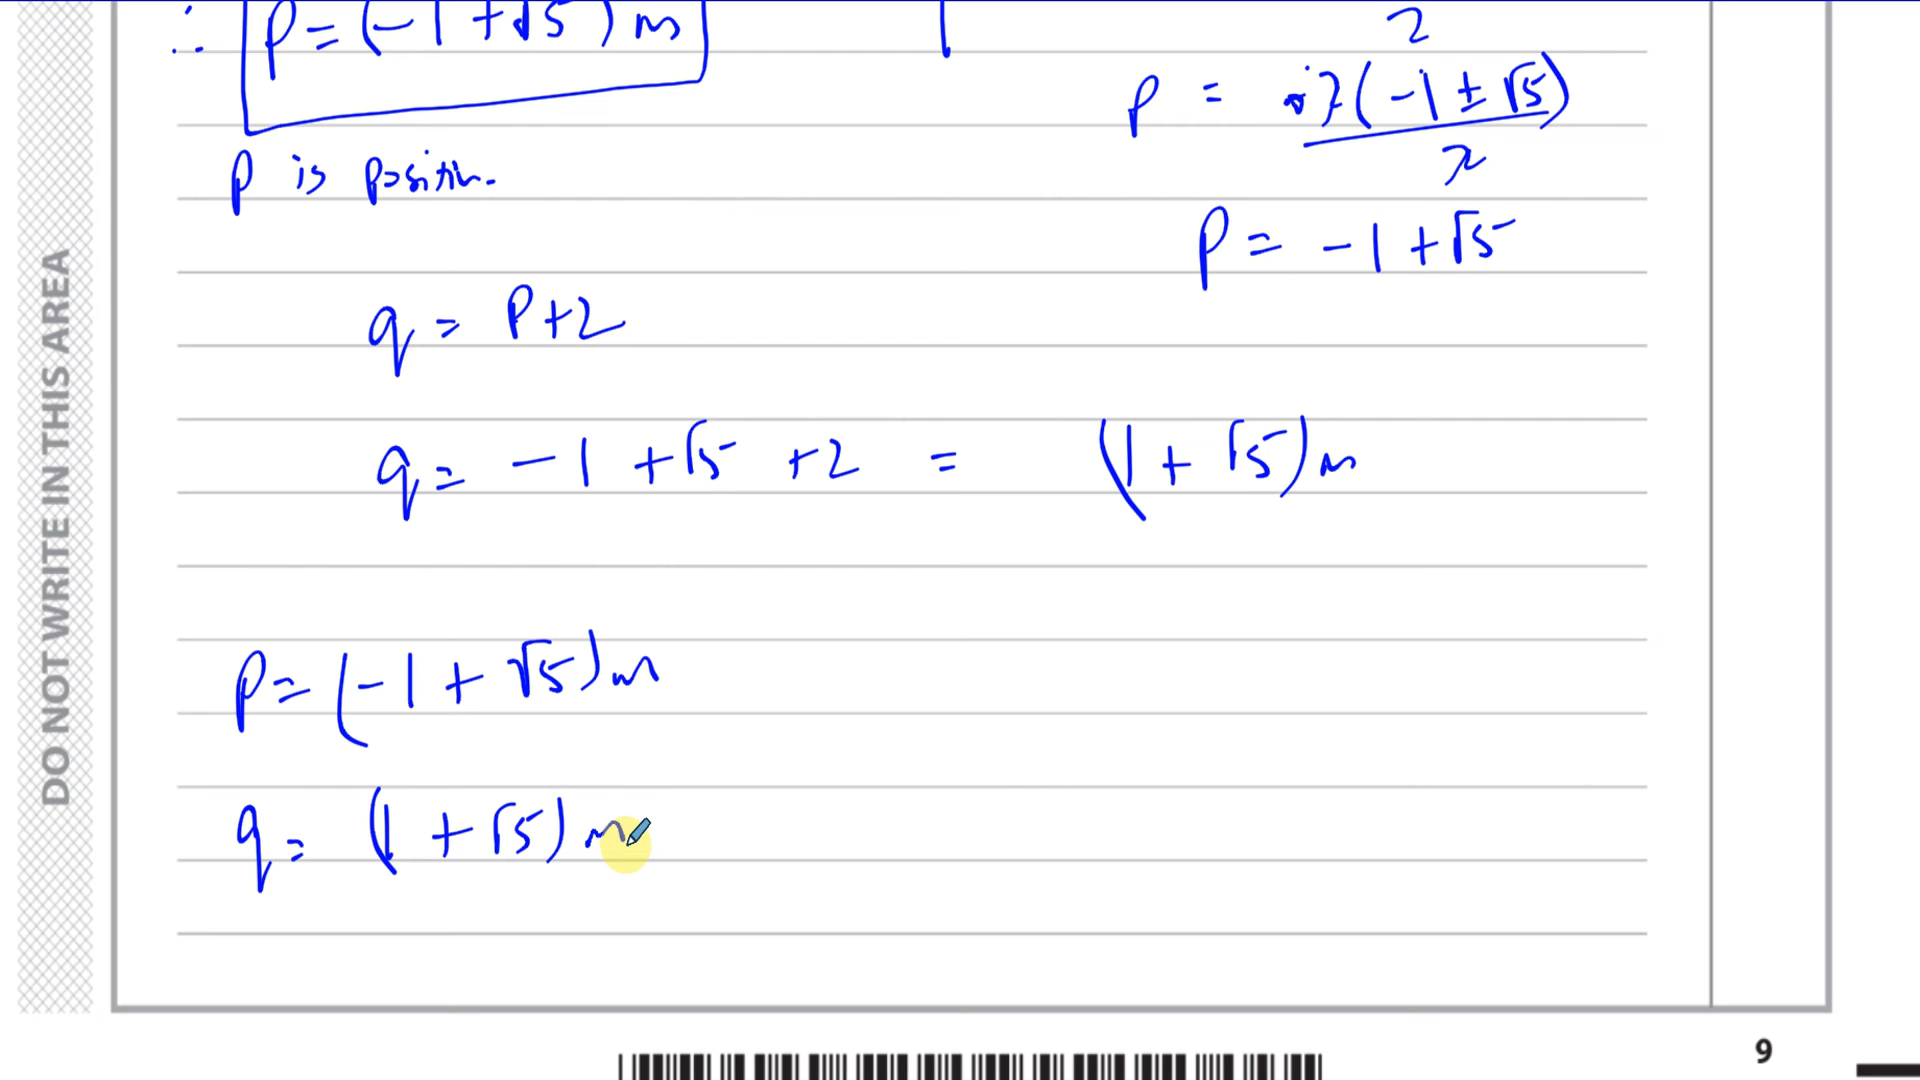 ∴ p = (-1 + √5) m
2
p = 2(-1 ± √5)
2
p is positive.
p = -1 + √5
q = p+2
q = -1 + √5 + 2 = (1 + √5) m
p = (-1 + √5) m
q = (1 + √5) m
DO NOT WRITE IN THIS AREA
9